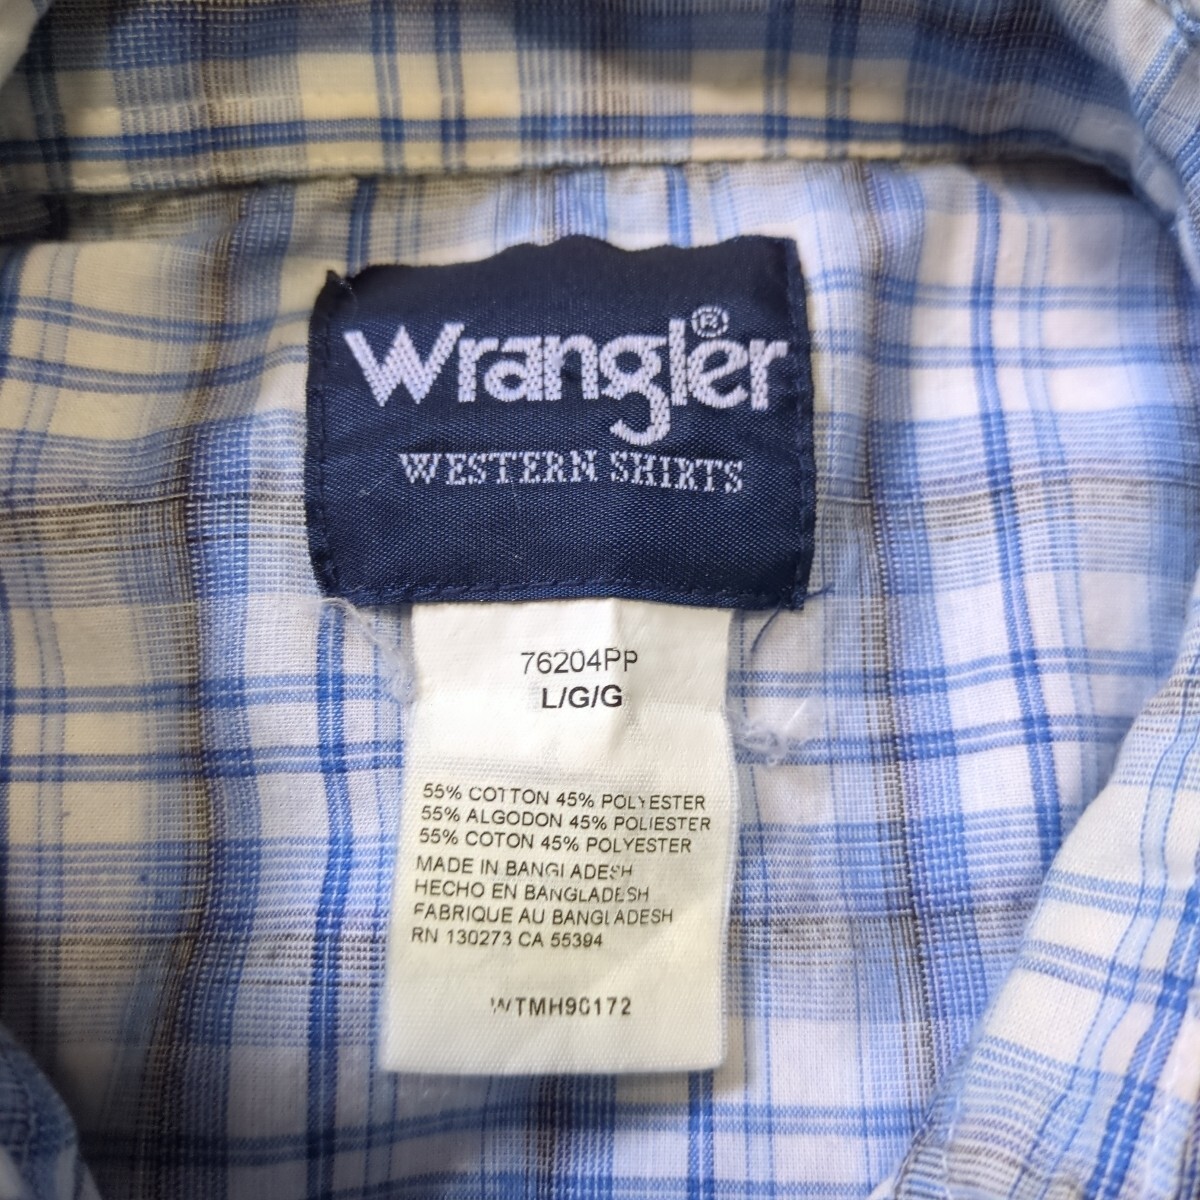 Wrangler®
WESTERN SHIRTS
76204PP
L/G/G
55% COTTON 45% POLYESTER
55% ALGODON 45% POLIESTER
55% COTON 45% POLYESTER
MADE IN BANGLADESH
HECHO EN BANGLADESH
FABRIQUE AU BANGLADESH
RN 130273 CA 55394
WTMH90172